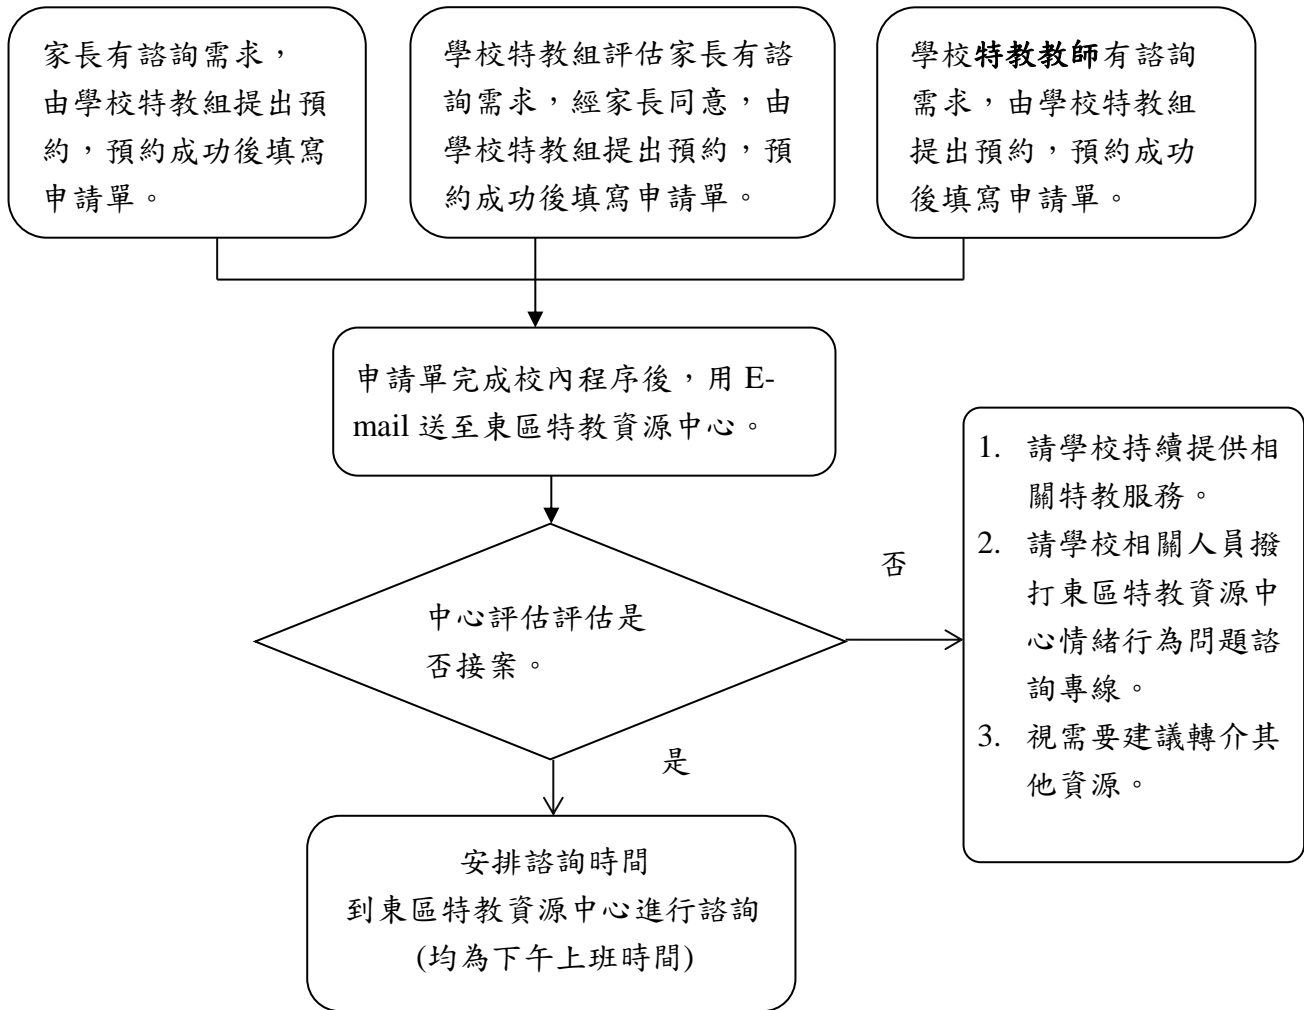 家長有諮詢需求，
由學校特教組提出預
約，預約成功後填寫
申請單。
學校特教組評估家長有諮
詢需求，經家長同意，由
學校特教組提出預約，預
約成功後填寫申請單。
學校特教教師有諮詢
需求，由學校特教組
提出預約，預約成功
後填寫申請單。
申請單完成校內程序後，用 E-
mail 送至東區特教資源中心。
中心評估評估是
否接案。
否
1. 請學校持續提供相
關特教服務。
2. 請學校相關人員撥
打東區特教資源中
心情緒行為問題諮
詢專線。
3. 視需要建議轉介其
他資源。
是
安排諮詢時間
到東區特教資源中心進行諮詢
(均為下午上班時間)